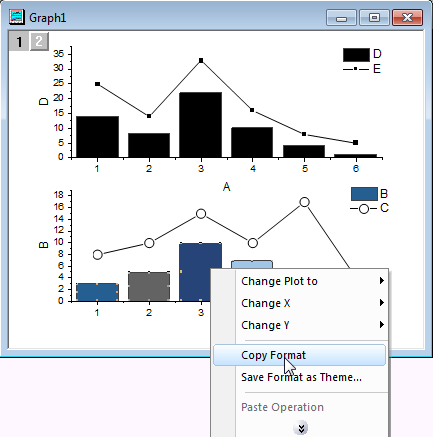 Graph1
1 2
35
30
25
20
15
10
5
0
D
D
E
1 2 3 4 5 6
A
18
16
14
12
10
8
6
4
2
0
B
B
C
1 2 3
Change Plot to
Change X
Change Y
Copy Format
Save Format as Theme...
Paste Operation